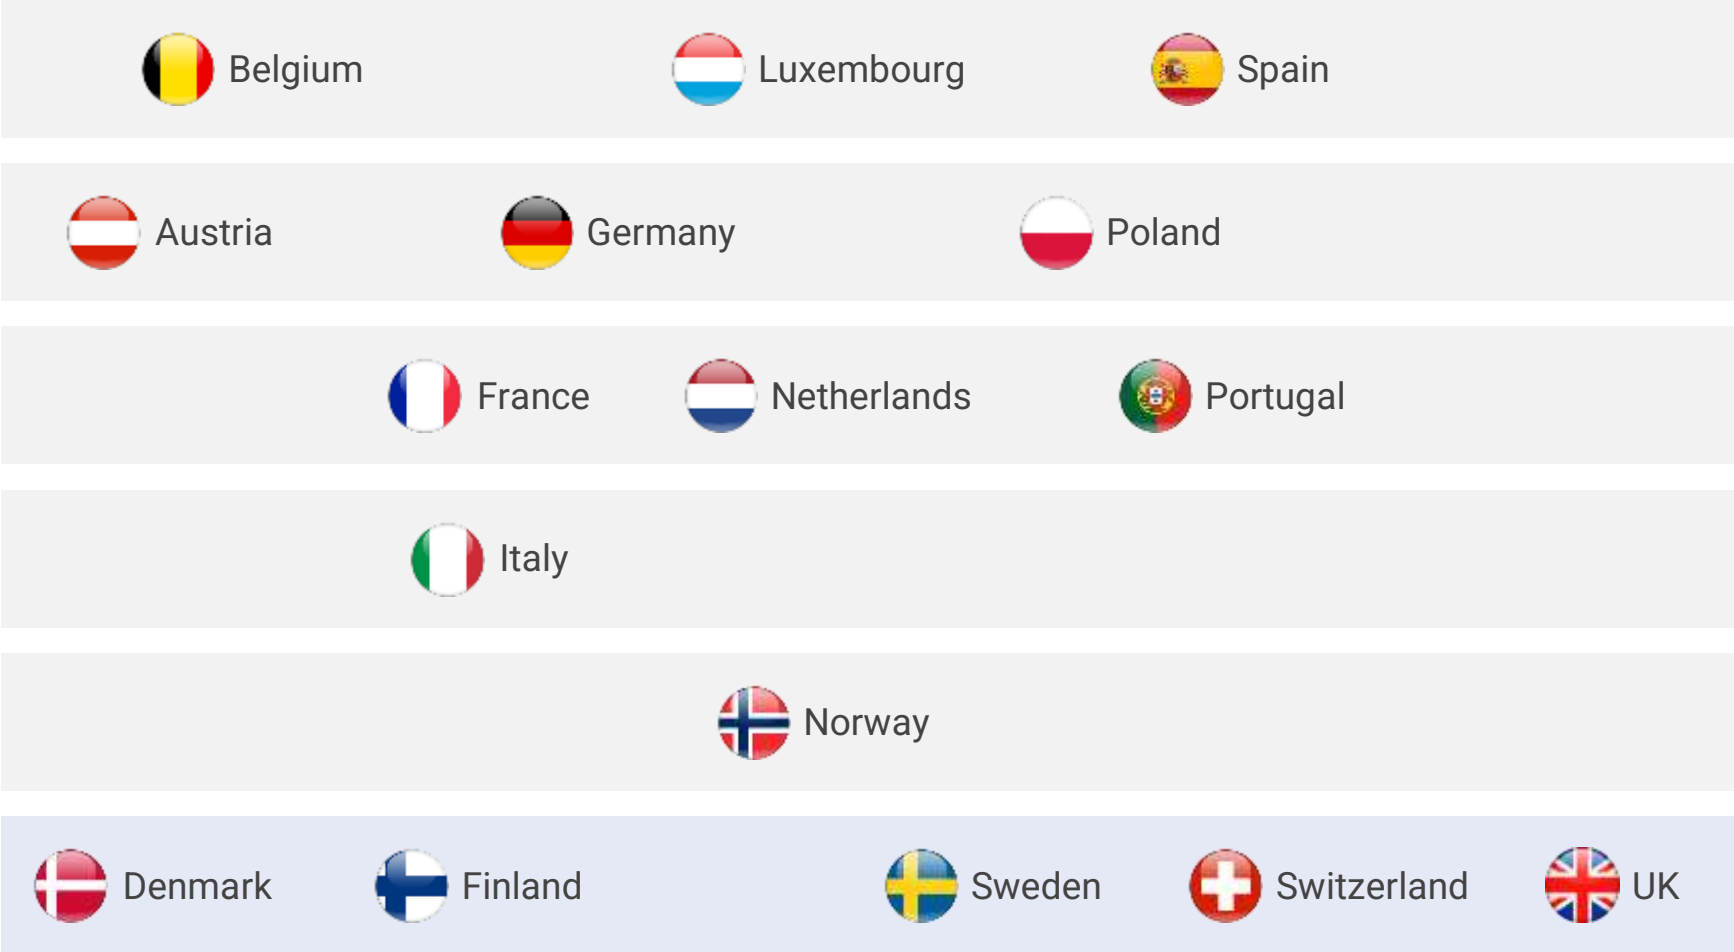 Belgium Luxembourg Spain
Austria Germany Poland
France Netherlands Portugal
Italy
Norway
Denmark Finland Sweden Switzerland UK